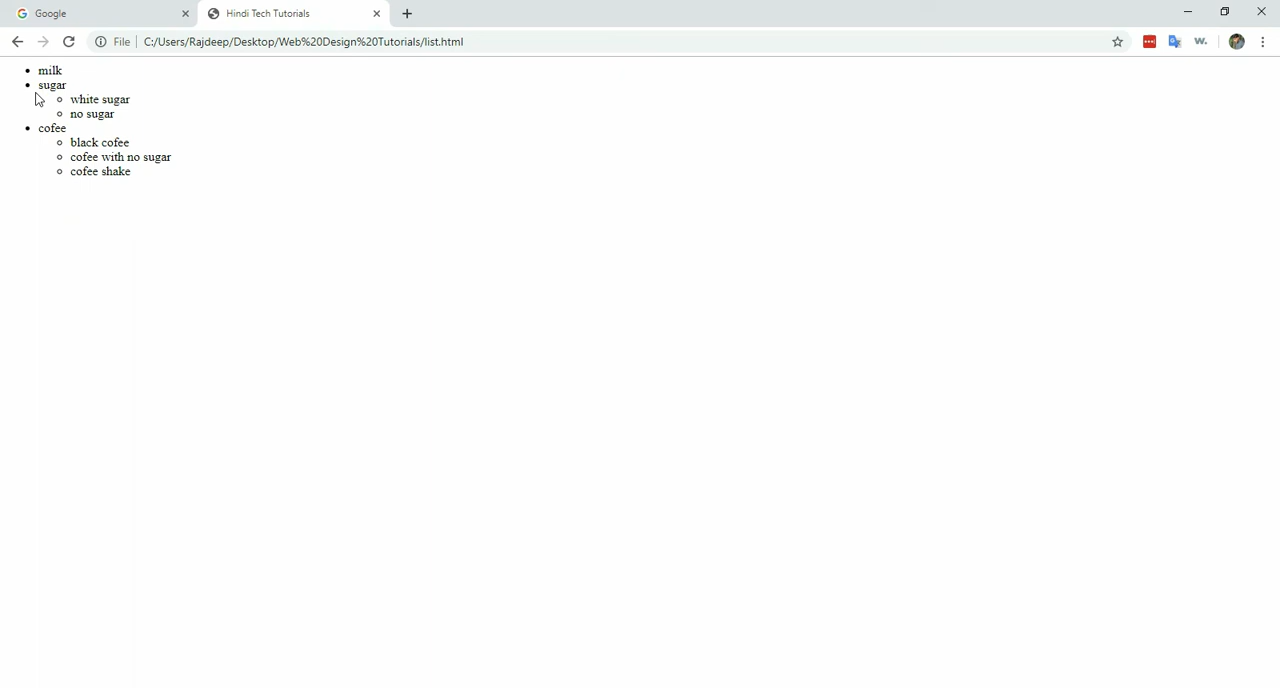 Google
Hindi Tech Tutorials
File C:/Users/Rajdeep/Desktop/Web%20Design%20Tutorials/list.html
w.
milk
sugar
white sugar
no sugar
cofee
black cofee
cofee with no sugar
cofee shake